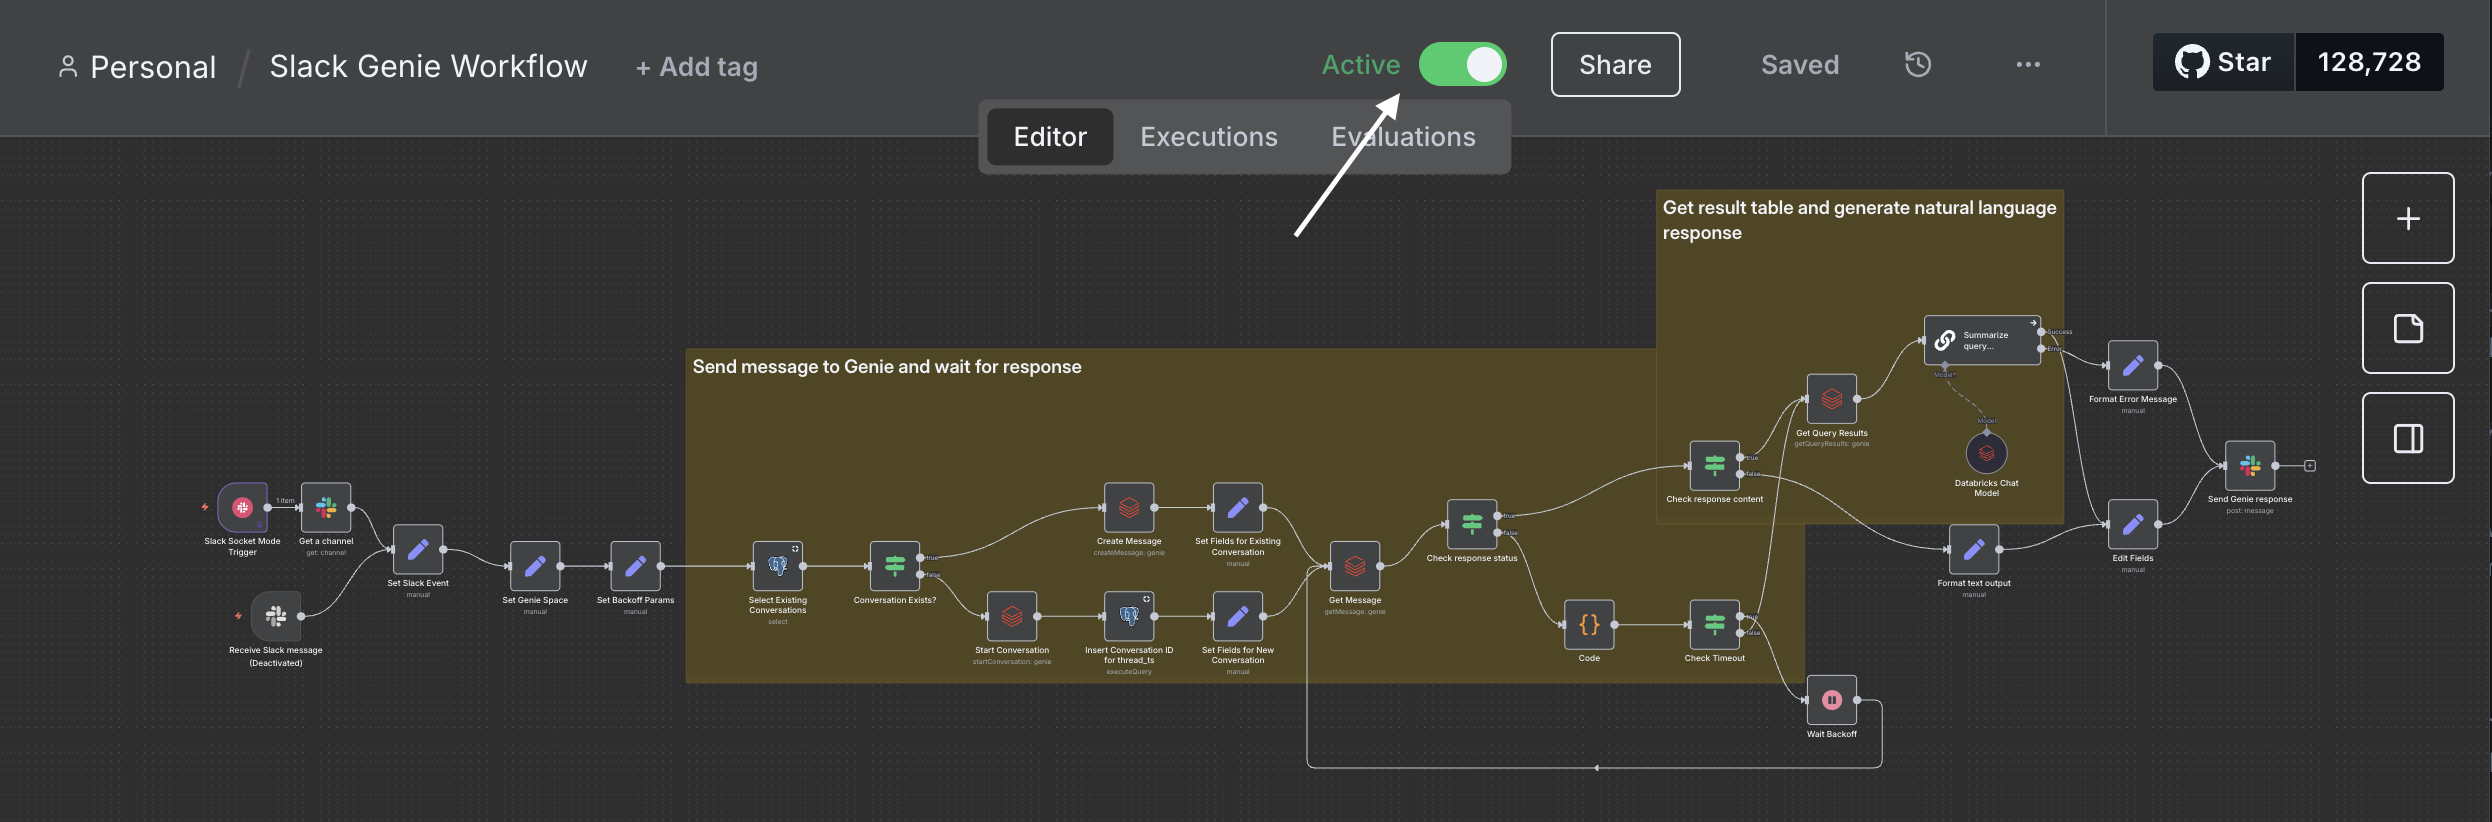 Personal / Slack Genie Workflow + Add tag
Active Share Saved ... Star 128,728
Editor Executions Evaluations
Get result table and generate natural language
response
Send message to Genie and wait for response
Slack Socket Mode
Trigger
1 item
Get a channel
get: channel
Receive Slack message
(Deactivated)
Set Slack Event
manual
Set Genie Space
manual
Set Backoff Params
manual
Select Existing
Conversations
select
Conversation Exists?
true
false
Create Message
createMessage: genie
Set Fields for Existing
Conversation
manual
Start Conversation
startConversation: genie
Insert Conversation ID
for thread_ts
executeQuery
Set Fields for New
Conversation
manual
Get Message
getMessage: genie
Check response status
true
false
Code
Check Timeout
true
false
Wait Backoff
Check response content
true
false
Get Query Results
getQueryResults: genie
Summarize
query...
Success
Error
Model*
Model
Databricks Chat
Model
Format text output
manual
Format Error Message
manual
Edit Fields
manual
Send Genie response
post: message